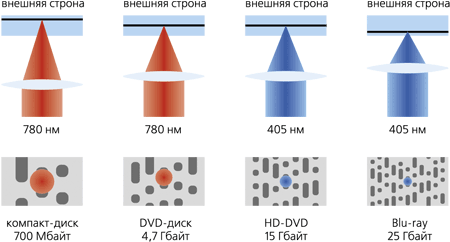 внешняя строна внешняя строна внешняя строна внешняя строна
780 нм 780 нм 405 нм 405 нм
компакт-диск DVD-диск HD-DVD Blu-ray
700 Мбайт 4,7 Гбайт 15 Гбайт 25 Гбайт